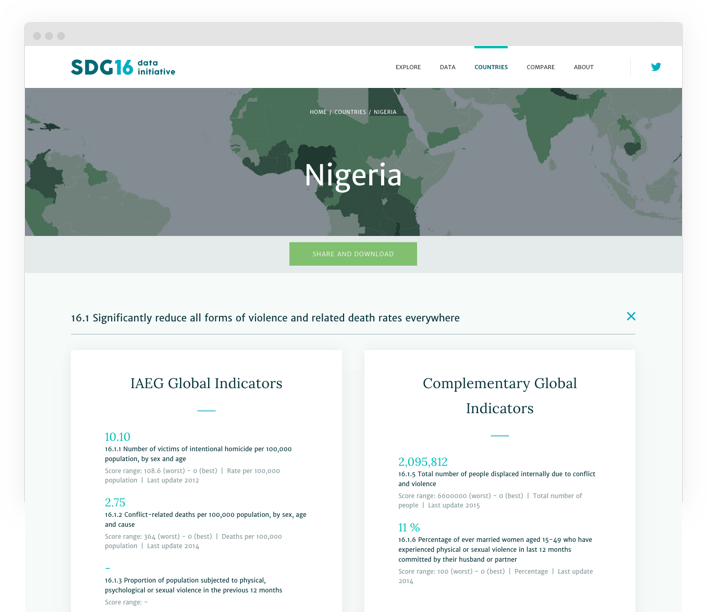 SDG16 data initiative
EXPLORE DATA COUNTRIES COMPARE ABOUT
HOME / COUNTRIES / NIGERIA
Nigeria
SHARE AND DOWNLOAD
16.1 Significantly reduce all forms of violence and related death rates everywhere
IAEG Global Indicators
10.10
16.1.1 Number of victims of intentional homicide per 100,000
population, by sex and age
Score range: 108.6 (worst) - 0 (best) | Rate per 100,000
population | Last update 2012
2.75
16.1.2 Conflict-related deaths per 100,000 population, by sex, age
and cause
Score range: 364 (worst) - 0 (best) | Deaths per 100,000
population | Last update 2014
-
16.1.3 Proportion of population subjected to physical,
psychological or sexual violence in the previous 12 months
Score range: -
Complementary Global
Indicators
2,095,812
16.1.5 Total number of people displaced internally due to conflict
and violence
Score range: 6600000 (worst) - 0 (best) | Total number of
people | Last update 2015
11 %
16.1.6 Percentage of ever married women aged 15-49 who have
experienced physical or sexual violence in last 12 months
committed by their husband or partner
Score range: 100 (worst) - 0 (best) | Percentage | Last update
2014